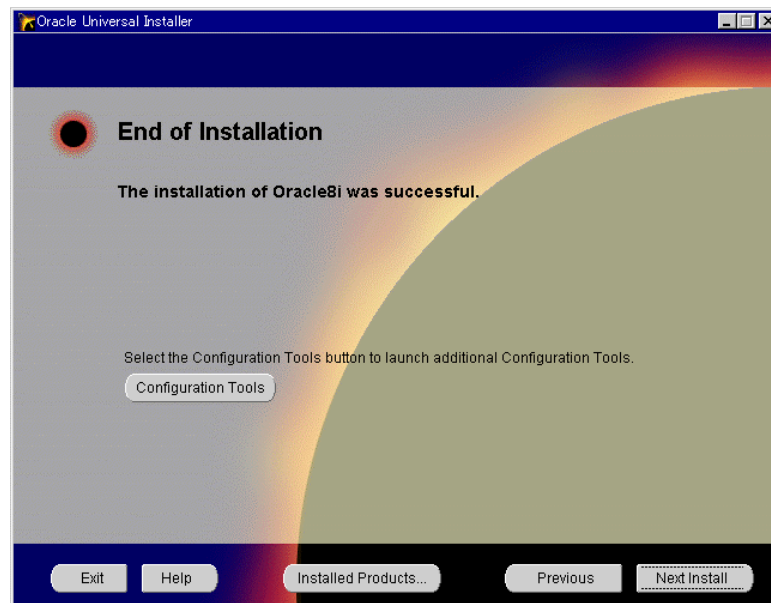 Oracle Universal Installer
End of Installation
The installation of Oracle8i was successful.
Select the Configuration Tools button to launch additional Configuration Tools.
Configuration Tools
Exit Help Installed Products... Previous Next Install